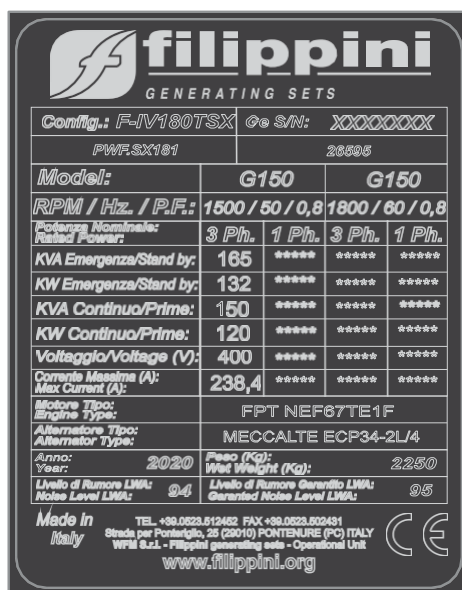 filippini
GENERATING SETS
Config.: F-IV180TSX Ge S/N: XXXXXXX
PWF.SX181 26595
Model: G150 G150
RPM / Hz. / P.F.: 1500 / 50 / 0,8 1800 / 60 / 0,8
Potenza Nominale:
Rated Power: 3 Ph. 1 Ph. 3 Ph. 1 Ph.
KVA Emergenza/Stand by: 165 ***** ***** *****
KW Emergenza/Stand by: 132 ***** ***** *****
KVA Continuo/Prime: 150 ***** ***** *****
KW Continuo/Prime: 120 ***** ***** *****
Voltaggio/Voltage (V): 400 ***** ***** *****
Corrente Massima (A):
Max Current (A): 238,4 ***** ***** *****
Motore Tipo:
Engine Type: FPT NEF67TE1F
Alternatore Tipo:
Alternator Type: MECCALTE ECP34-2L/4
Anno:
Year: 2020 Peso (Kg):
Wet Weight (Kg): 2250
Livello di Rumore LWA:
Noise Level LWA: 94 Livello di Rumore Garantito LWA:
Garanted Noise Level LWA: 95
Made in
Italy
TEL. +39.0523.512452 FAX +39.0523.502431
Strada per Pontenure, 25 (29010) PONTENURE (PC) ITALY
WFM S.r.l. - Filippini generating sets - Operational Unit
www.filippini.org
CE